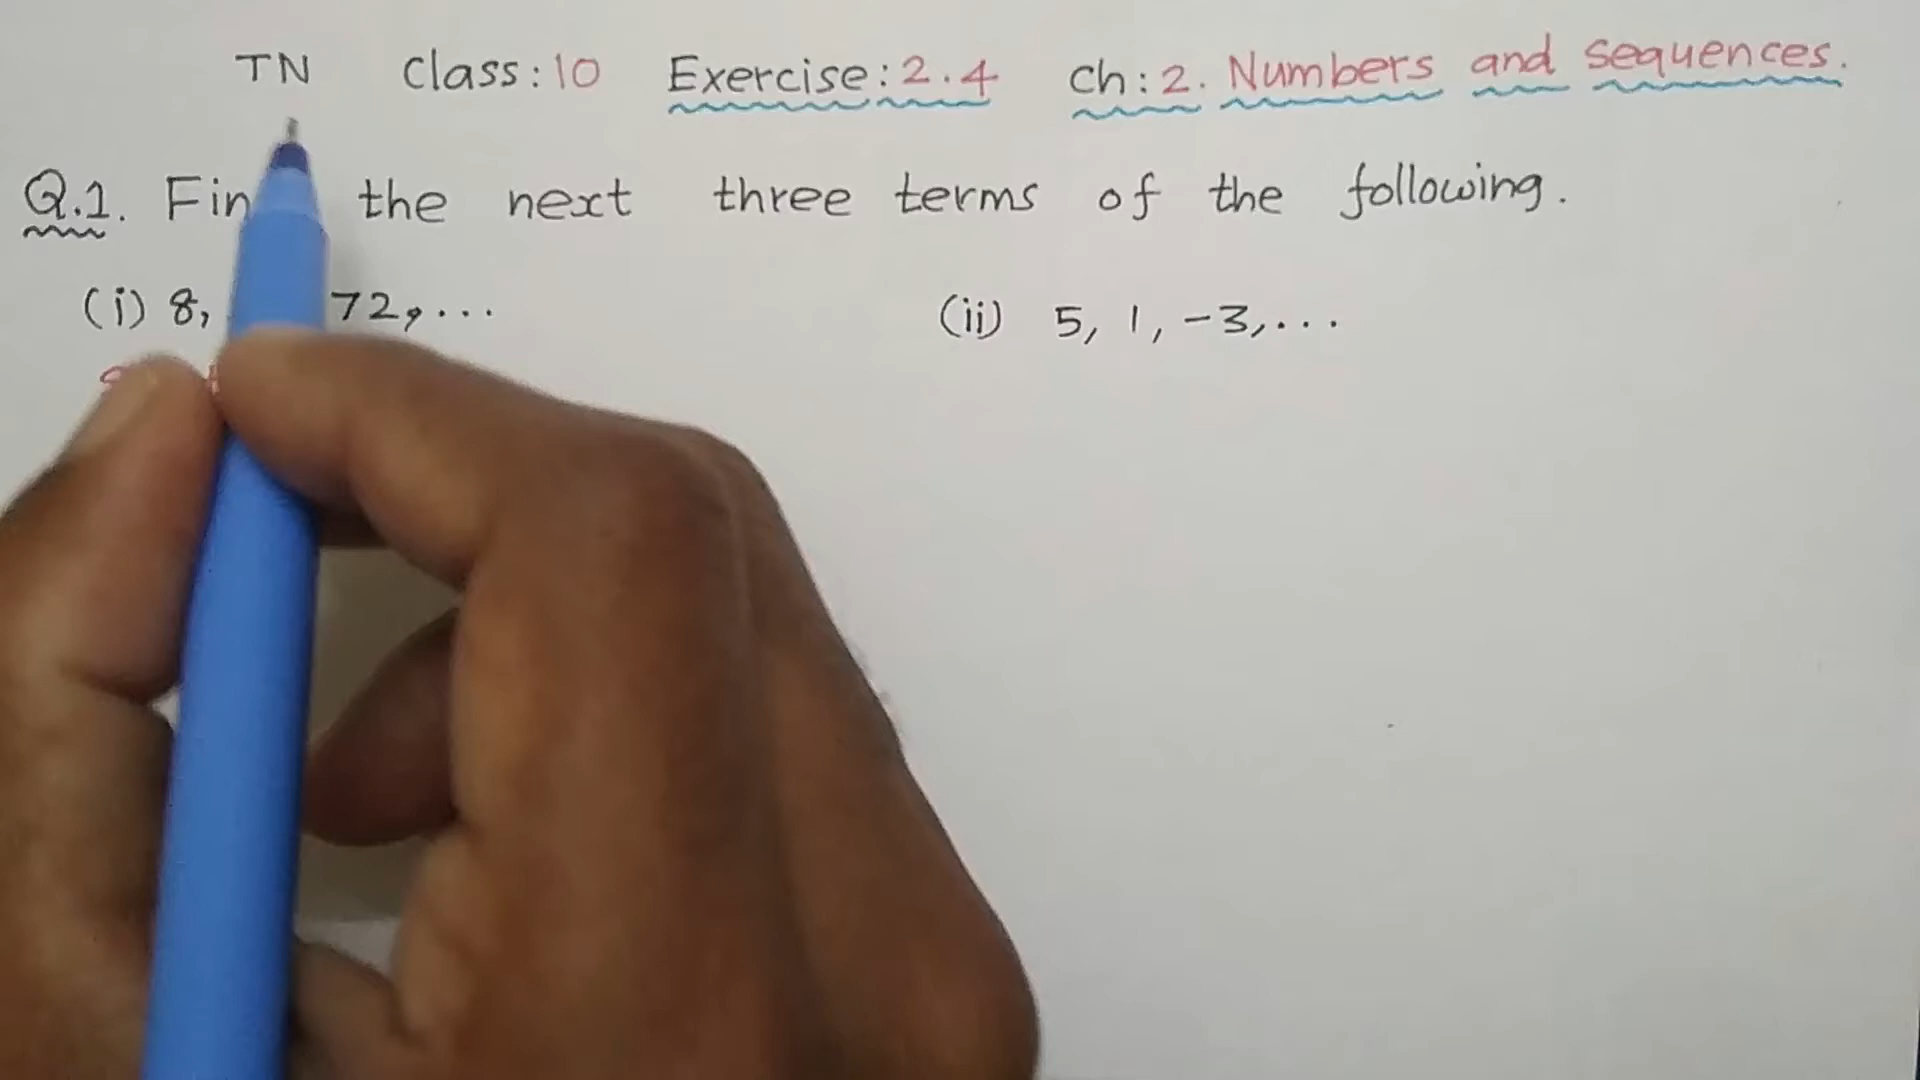 TN Class: 10 Exercise: 2.4 Ch: 2. Numbers and Sequences.
Q.1. Fin the next three terms of the following.
(i) 8, 72, ... (ii) 5, 1, -3, ...